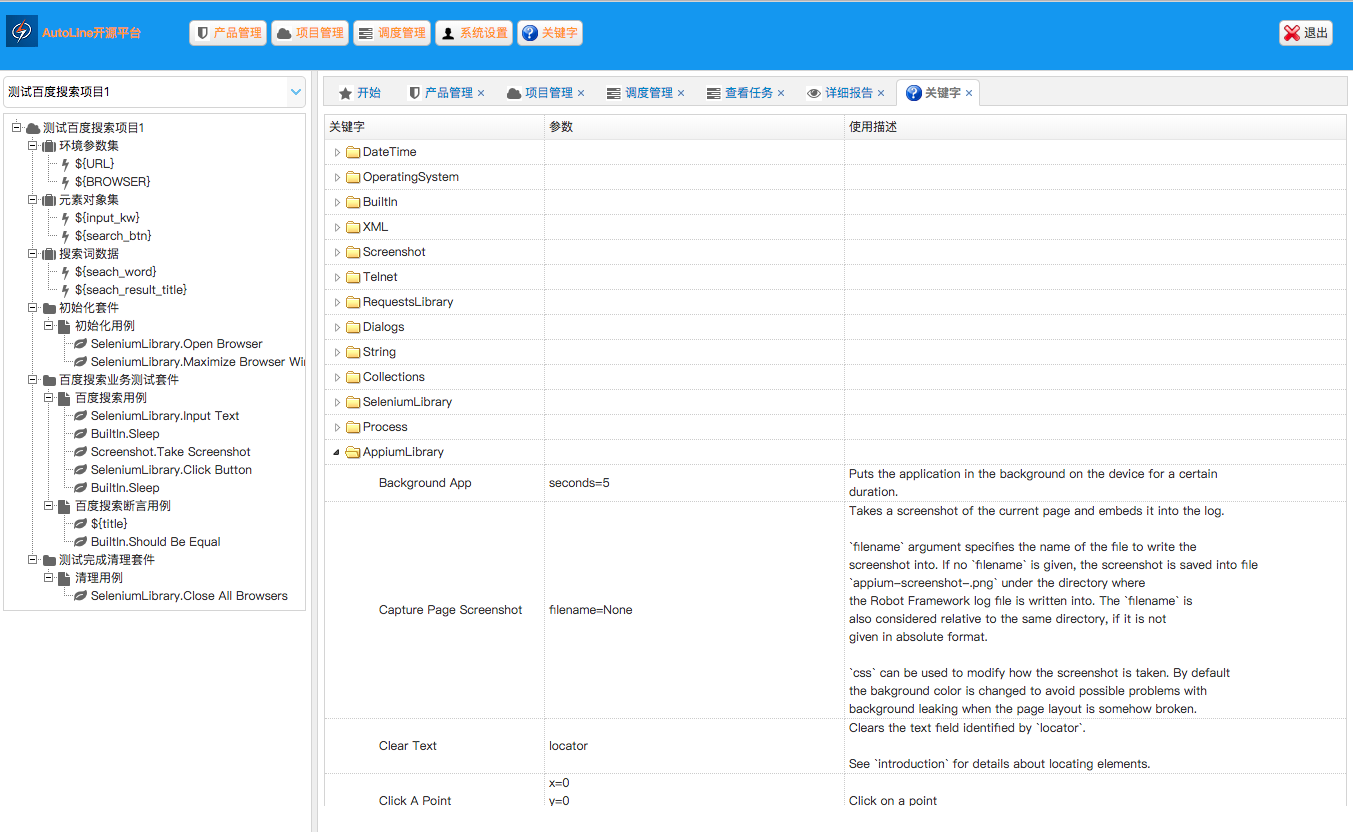 AutoLine开源平台
产品管理
项目管理
调度管理
系统设置
关键字
退出
测试百度搜索项目1
测试百度搜索项目1
环境参数集
${URL}
${BROWSER}
元素对象集
${input_kw}
${search_btn}
搜索词数据
${seach_word}
${seach_result_title}
初始化套件
初始化用例
SeleniumLibrary.Open Browser
SeleniumLibrary.Maximize Browser Win
百度搜索业务测试套件
百度搜索用例
SeleniumLibrary.Input Text
BuiltIn.Sleep
Screenshot.Take Screenshot
SeleniumLibrary.Click Button
BuiltIn.Sleep
百度搜索断言用例
${title}
BuiltIn.Should Be Equal
测试完成清理套件
清理用例
SeleniumLibrary.Close All Browsers
开始
产品管理 ×
项目管理 ×
调度管理 ×
查看任务 ×
详细报告 ×
关键字 ×
关键字
参数
使用描述
DateTime
OperatingSystem
BuiltIn
XML
Screenshot
Telnet
RequestsLibrary
Dialogs
String
Collections
SeleniumLibrary
Process
AppiumLibrary
Background App
seconds=5
Puts the application in the background on the device for a certain
duration.
Capture Page Screenshot
filename=None
Takes a screenshot of the current page and embeds it into the log.
`filename` argument specifies the name of the file to write the
screenshot into. If no `filename` is given, the screenshot is saved into file
`appium-screenshot-.png` under the directory where
the Robot Framework log file is written into. The `filename` is
also considered relative to the same directory, if it is not
given in absolute format.
`css` can be used to modify how the screenshot is taken. By default
the bakground color is changed to avoid possible problems with
background leaking when the page layout is somehow broken.
Clear Text
locator
Clears the text field identified by `locator`.
See `introduction` for details about locating elements.
Click A Point
x=0
y=0
Click on a point